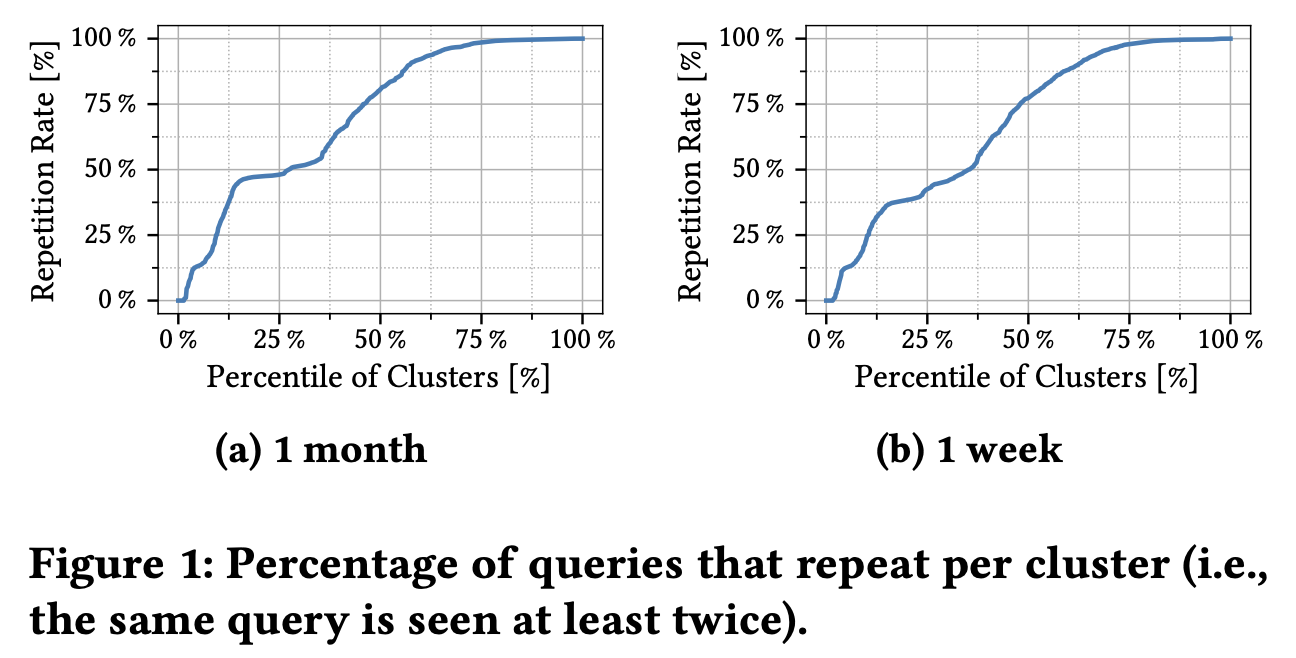 Repetition Rate [%]
100 %
75 %
50 %
25 %
0 %
0 % 25 % 50 % 75 % 100 %
Percentile of Clusters [%]
(a) 1 month
Repetition Rate [%]
100 %
75 %
50 %
25 %
0 %
0 % 25 % 50 % 75 % 100 %
Percentile of Clusters [%]
(b) 1 week
Figure 1: Percentage of queries that repeat per cluster (i.e.,
the same query is seen at least twice).